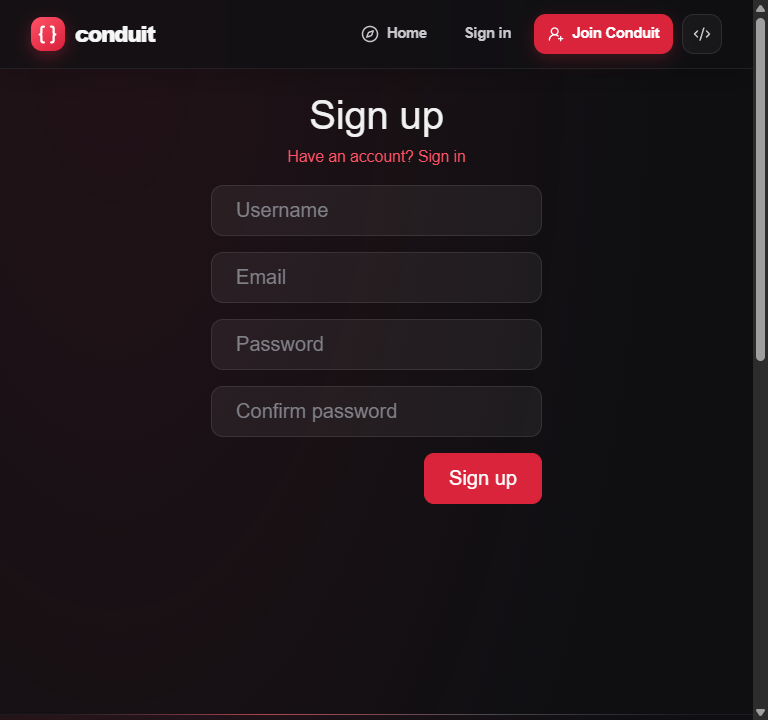 { } conduit
Home
Sign in
Join Conduit
</>
Sign up
Have an account? Sign in
Username
Email
Password
Confirm password
Sign up